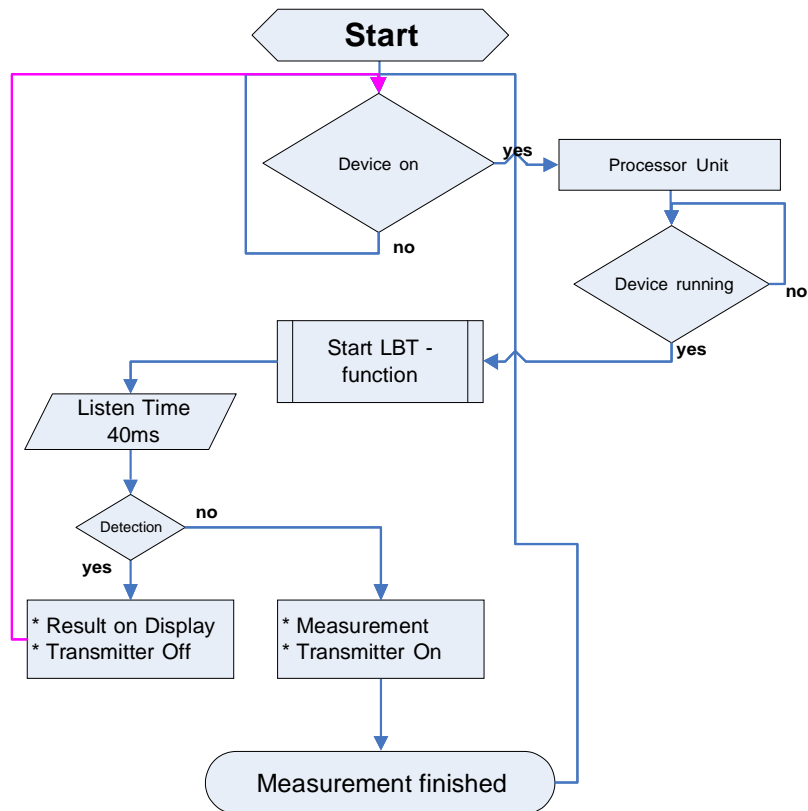 Start
Device on
yes
no
Processor Unit
Device running
no
yes
Start LBT -
function
Listen Time
40ms
Detection
no
yes
* Result on Display
* Transmitter Off
* Measurement
* Transmitter On
Measurement finished